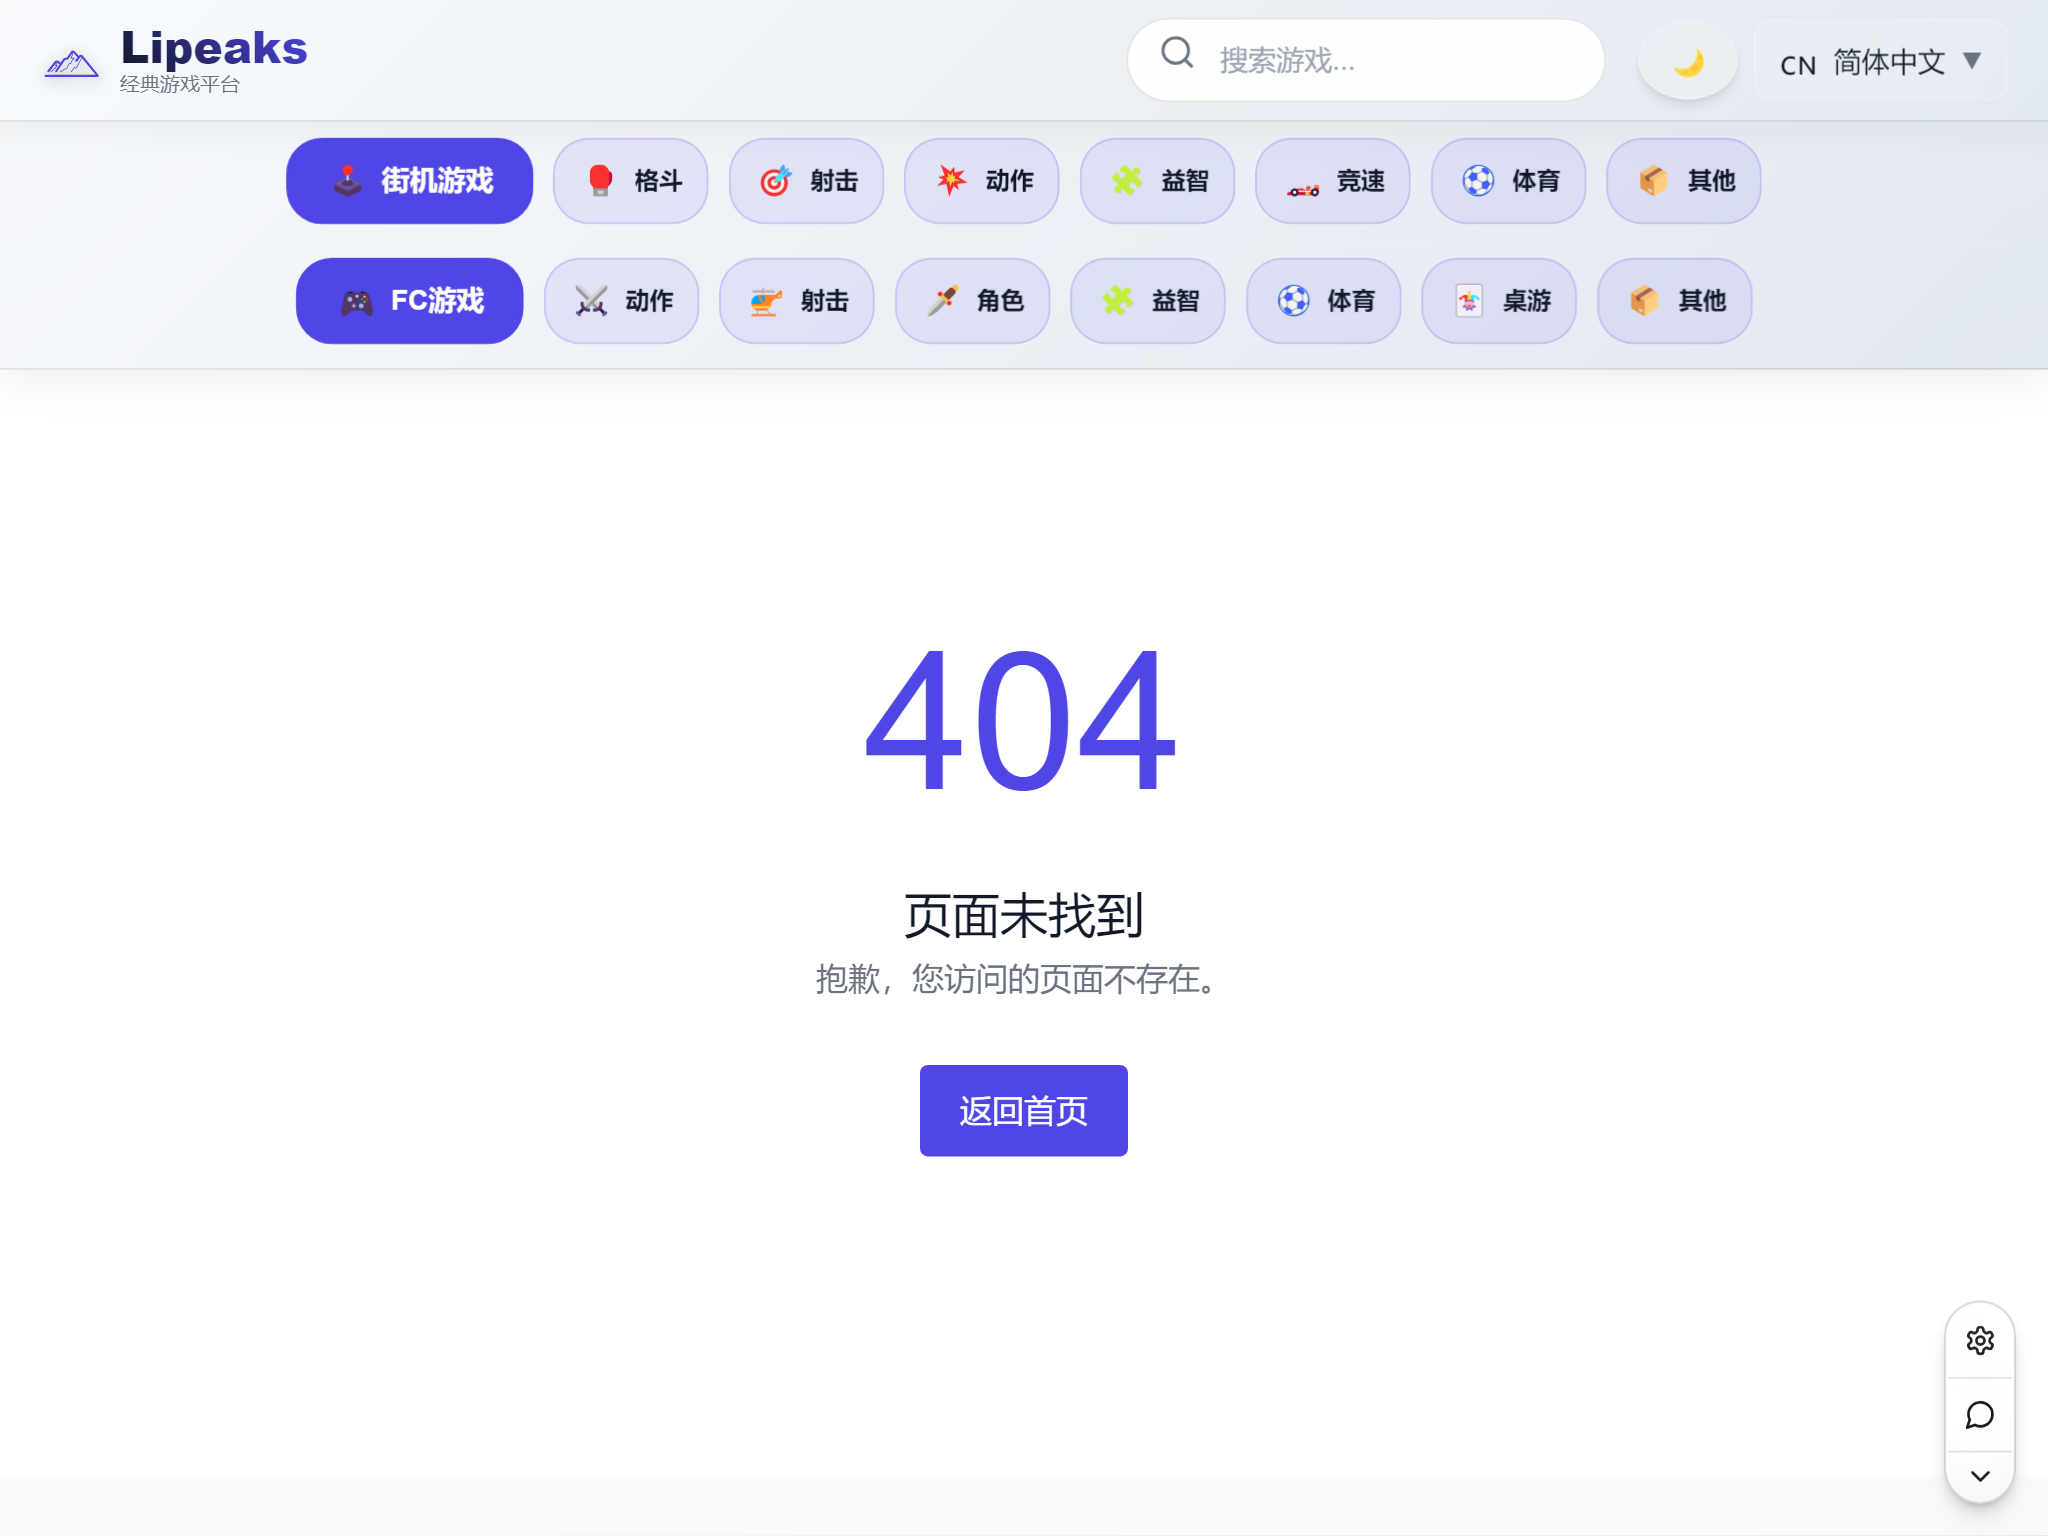 Lipeaks
经典游戏平台
搜索游戏...
CN 简体中文 ▼
街机游戏 格斗 射击 动作 益智 竞速 体育 其他
FC游戏 动作 射击 角色 益智 体育 桌游 其他
404
页面未找到
抱歉，您访问的页面不存在。
返回首页